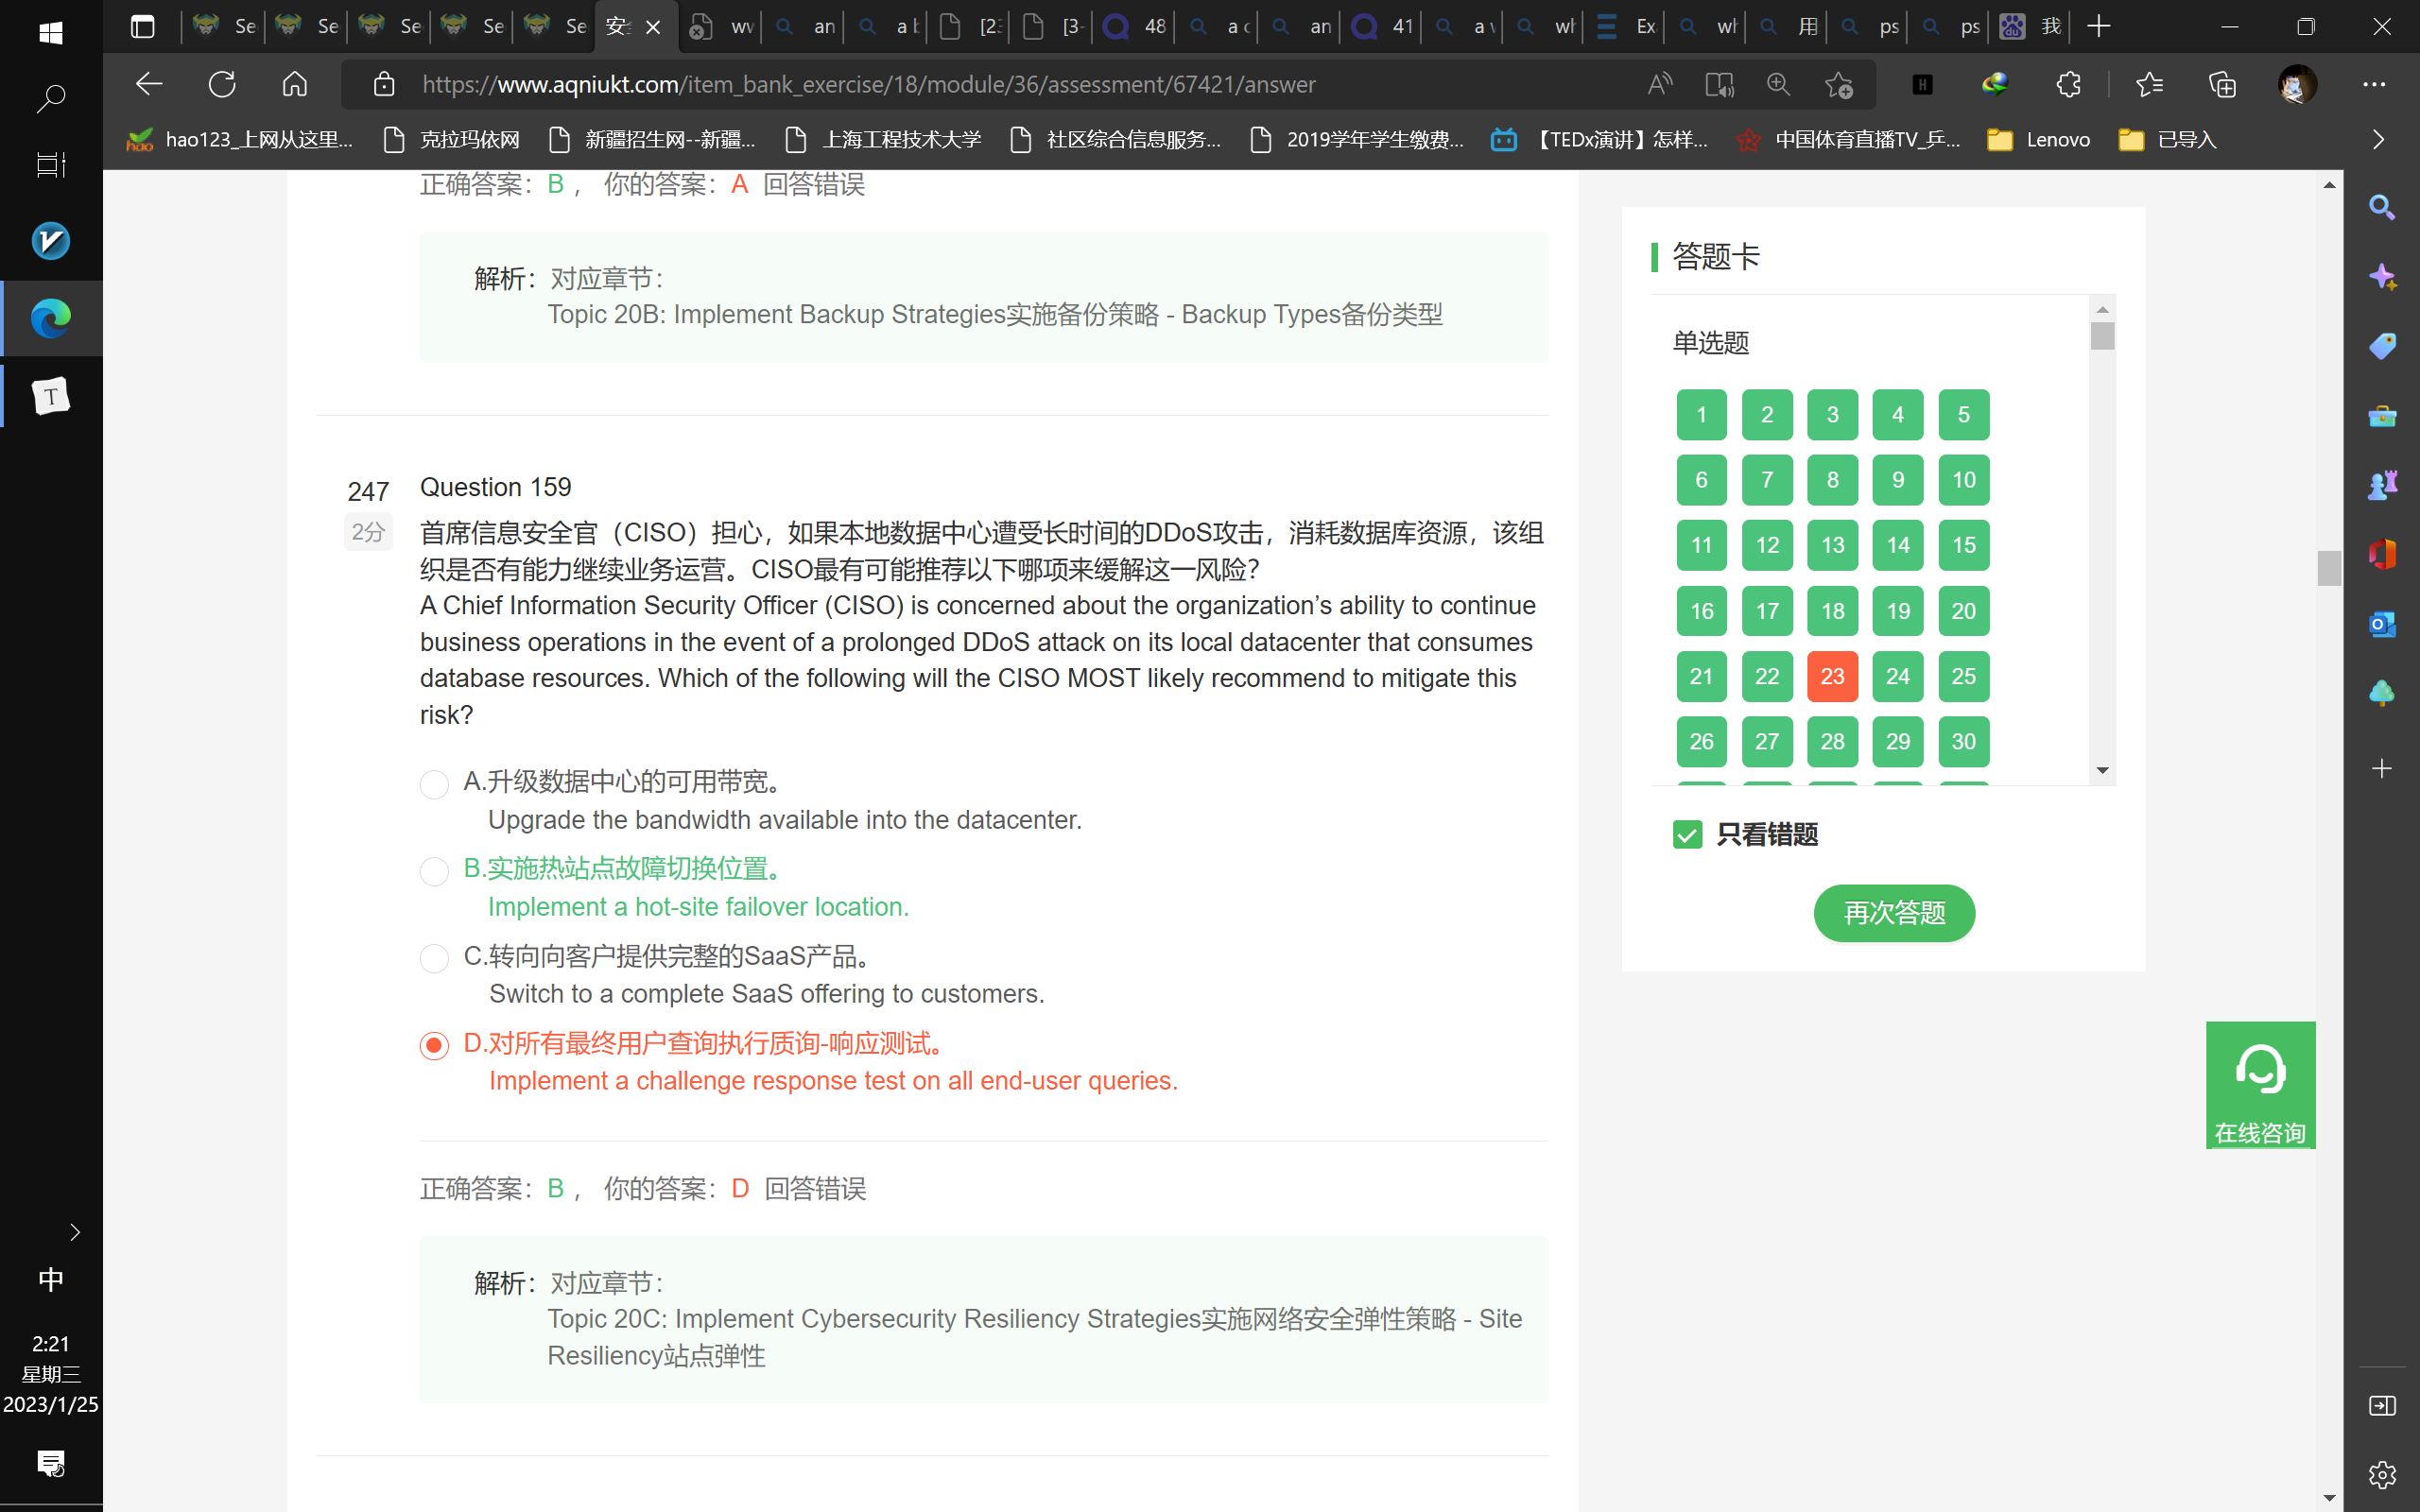 Se
Se
Se
Se
Se
安全
wv
an
a b
[23
[3-
48
a c
an
41
a v
wh
Ex
wh
用
ps
ps
我
https://www.aqniukt.com/item_bank_exercise/18/module/36/assessment/67421/answer
hao123_上网从这里...
克拉玛依网
新疆招生网--新疆...
上海工程技术大学
社区综合信息服务...
2019学年学生缴费...
【TEDx演讲】怎样...
中国体育直播TV_乒...
Lenovo
已导入
正确答案：B ， 你的答案：A 回答错误
解析：对应章节：
Topic 20B: Implement Backup Strategies实施备份策略 - Backup Types备份类型
247
2分
Question 159
首席信息安全官（CISO）担心，如果本地数据中心遭受长时间的DDoS攻击，消耗数据库资源，该组
织是否有能力继续业务运营。CISO最有可能推荐以下哪项来缓解这一风险？
A Chief Information Security Officer (CISO) is concerned about the organization’s ability to continue
business operations in the event of a prolonged DDoS attack on its local datacenter that consumes
database resources. Which of the following will the CISO MOST likely recommend to mitigate this
risk?
A.升级数据中心的可用带宽。
Upgrade the bandwidth available into the datacenter.
B.实施热站点故障切换位置。
Implement a hot-site failover location.
C.转向向客户提供完整的SaaS产品。
Switch to a complete SaaS offering to customers.
D.对所有最终用户查询执行质询-响应测试。
Implement a challenge response test on all end-user queries.
正确答案：B ， 你的答案：D 回答错误
解析：对应章节：
Topic 20C: Implement Cybersecurity Resiliency Strategies实施网络安全弹性策略 - Site
Resiliency站点弹性
答题卡
单选题
1 2 3 4 5
6 7 8 9 10
11 12 13 14 15
16 17 18 19 20
21 22 23 24 25
26 27 28 29 30
只看错题
再次答题
在线咨询
中
2:21
星期三
2023/1/25